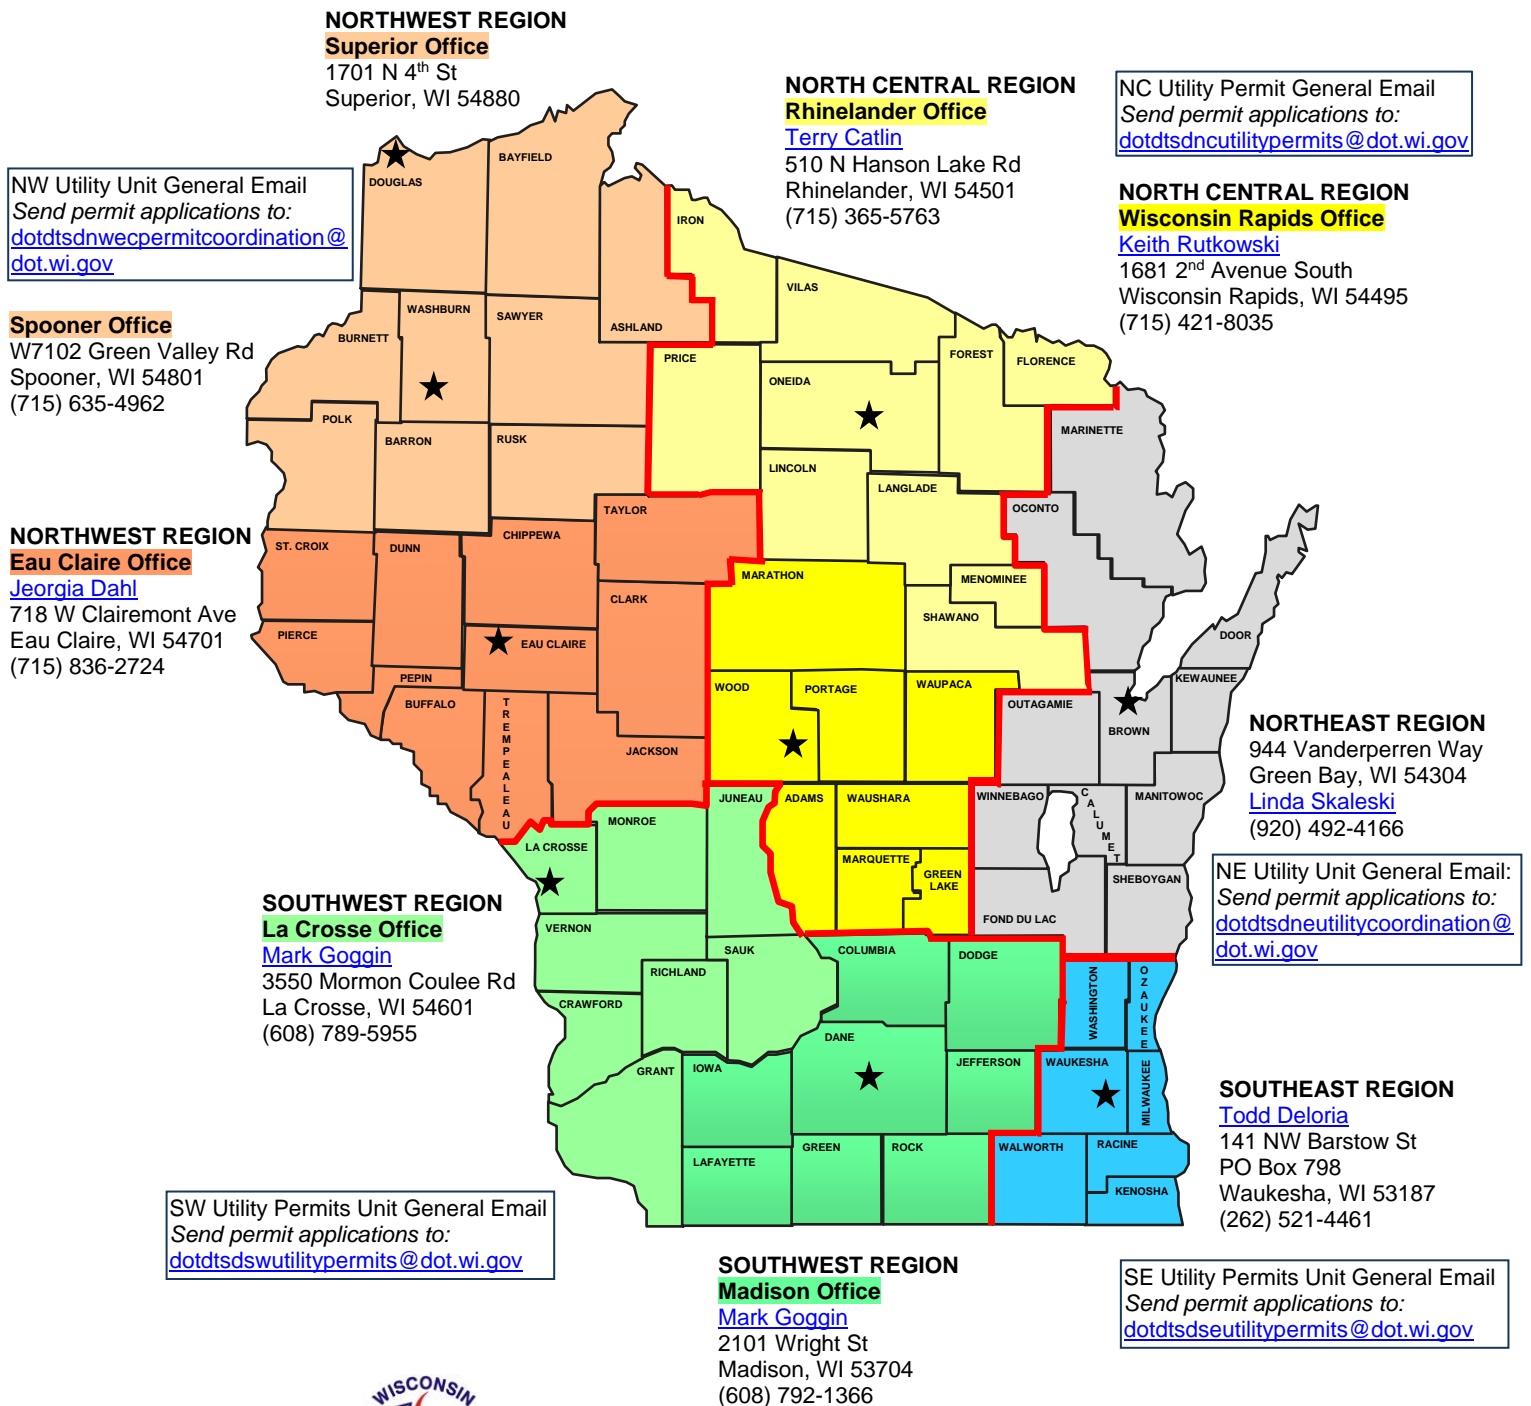 NORTHWEST REGION
Superior Office
1701 N 4th St
Superior, WI 54880
NORTH CENTRAL REGION
Rhinelander Office
Terry Catlin
510 N Hanson Lake Rd
Rhinelander, WI 54501
(715) 365-5763
NC Utility Permit General Email
Send permit applications to:
dotdtsdncutilitypermits@dot.wi.gov
NORTH CENTRAL REGION
Wisconsin Rapids Office
Keith Rutkowski
1681 2nd Avenue South
Wisconsin Rapids, WI 54495
(715) 421-8035
NW Utility Unit General Email
Send permit applications to:
dotdtsdnwecpermitcoordination@
dot.wi.gov
Spooner Office
W7102 Green Valley Rd
Spooner, WI 54801
(715) 635-4962
NORTHWEST REGION
Eau Claire Office
Jeorgia Dahl
718 W Clairemont Ave
Eau Claire, WI 54701
(715) 836-2724
DOUGLAS
BAYFIELD
IRON
VILAS
ASHLAND
WASHBURN
SAWYER
BURNETT
PRICE
ONEIDA
FOREST
FLORENCE
MARINETTE
POLK
BARRON
RUSK
LINCOLN
LANGLADE
OCONTO
TAYLOR
CHIPPEWA
ST. CROIX
DUNN
MARATHON
MENOMINEE
CLARK
SHAWANO
PIERCE
EAU CLAIRE
DOOR
PEPIN
BUFFALO
TREMPEALEAU
JACKSON
WOOD
PORTAGE
WAUPACA
OUTAGAMIE
BROWN
KEWAUNEE
JUNEAU
ADAMS
WAUSHARA
WINNEBAGO
CALUMET
MANITOWOC
MONROE
LA CROSSE
MARQUETTE
GREEN
LAKE
FOND DU LAC
SHEBOYGAN
VERNON
SAUK
COLUMBIA
DODGE
RICHLAND
CRAWFORD
WASHINGTON
OZAUKEE
DANE
JEFFERSON
WAUKESHA
MILWAUKEE
GRANT
IOWA
LAFAYETTE
GREEN
ROCK
WALWORTH
RACINE
KENOSHA
NORTHEAST REGION
944 Vanderperren Way
Green Bay, WI 54304
Linda Skaleski
(920) 492-4166
NE Utility Unit General Email:
Send permit applications to:
dotdtsdneutilitycoordination@
dot.wi.gov
SOUTHWEST REGION
La Crosse Office
Mark Goggin
3550 Mormon Coulee Rd
La Crosse, WI 54601
(608) 789-5955
SOUTHEAST REGION
Todd Deloria
141 NW Barstow St
PO Box 798
Waukesha, WI 53187
(262) 521-4461
SW Utility Permits Unit General Email
Send permit applications to:
dotdtsdswutilitypermits@dot.wi.gov
SOUTHWEST REGION
Madison Office
Mark Goggin
2101 Wright St
Madison, WI 53704
(608) 792-1366
SE Utility Permits Unit General Email
Send permit applications to:
dotdtsdseutilitypermits@dot.wi.gov
WISCONSIN